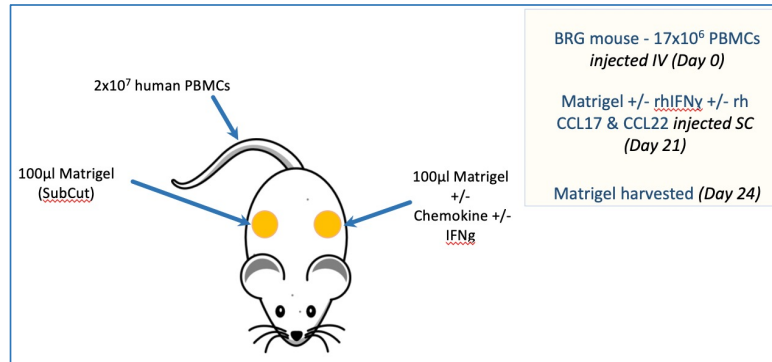 2x10⁷ human PBMCs
100µl Matrigel
(SubCut)
100µl Matrigel
+/-
Chemokine +/-
IFNg
BRG mouse - 17x10⁶ PBMCs
injected IV (Day 0)
Matrigel +/- rhIFNγ +/- rh
CCL17 & CCL22 injected SC
(Day 21)
Matrigel harvested (Day 24)